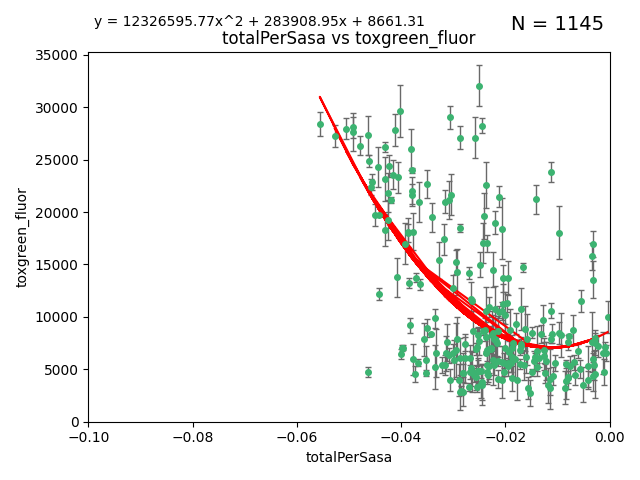 y = 12326595.77x^2 + 283908.95x + 8661.31
N = 1145
totalPerSasa vs toxgreen_fluor
35000
30000
25000
20000
15000
10000
5000
0
toxgreen_fluor
−0.10
−0.08
−0.06
−0.04
−0.02
0.00
totalPerSasa